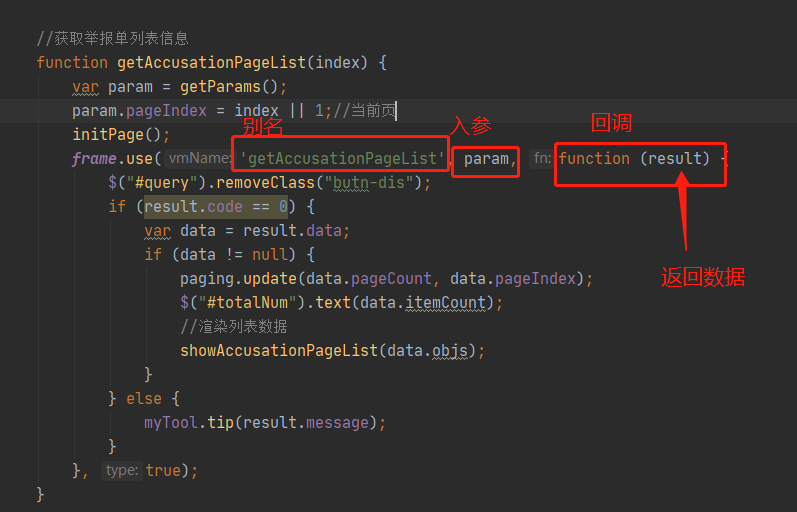 //获取举报单列表信息
function getAccusationPageList(index) {
var param = getParams();
param.pageIndex = index || 1;//当前页
别名 入参 回调
initPage();
frame.use( vmName: 'getAccusationPageList', param, fn: function (result) {
$("#query").removeClass("butn-dis");
if (result.code == 0) {
var data = result.data;
if (data != null) {
返回数据
paging.update(data.pageCount, data.pageIndex);
$("#totalNum").text(data.itemCount);
//渲染列表数据
showAccusationPageList(data.objs);
}
} else {
myTool.tip(result.message);
}
}, type: true);
}